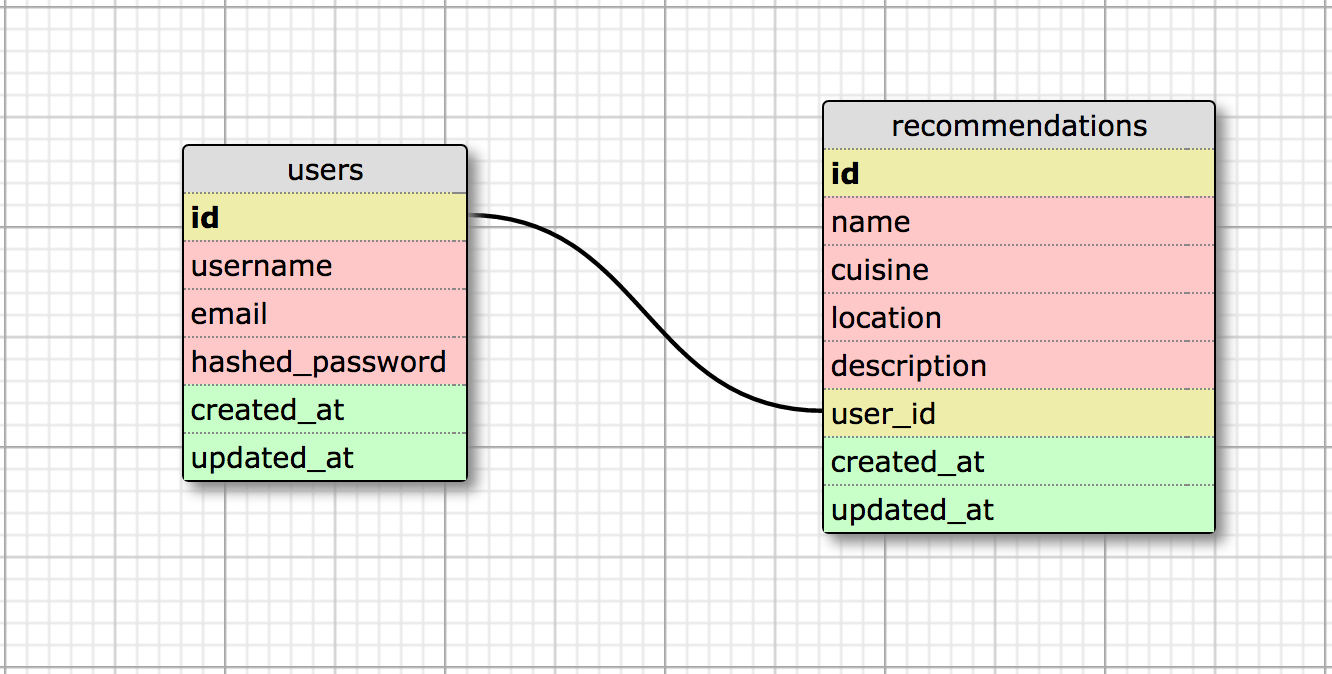 users
id
username
email
hashed_password
created_at
updated_at
recommendations
id
name
cuisine
location
description
user_id
created_at
updated_at